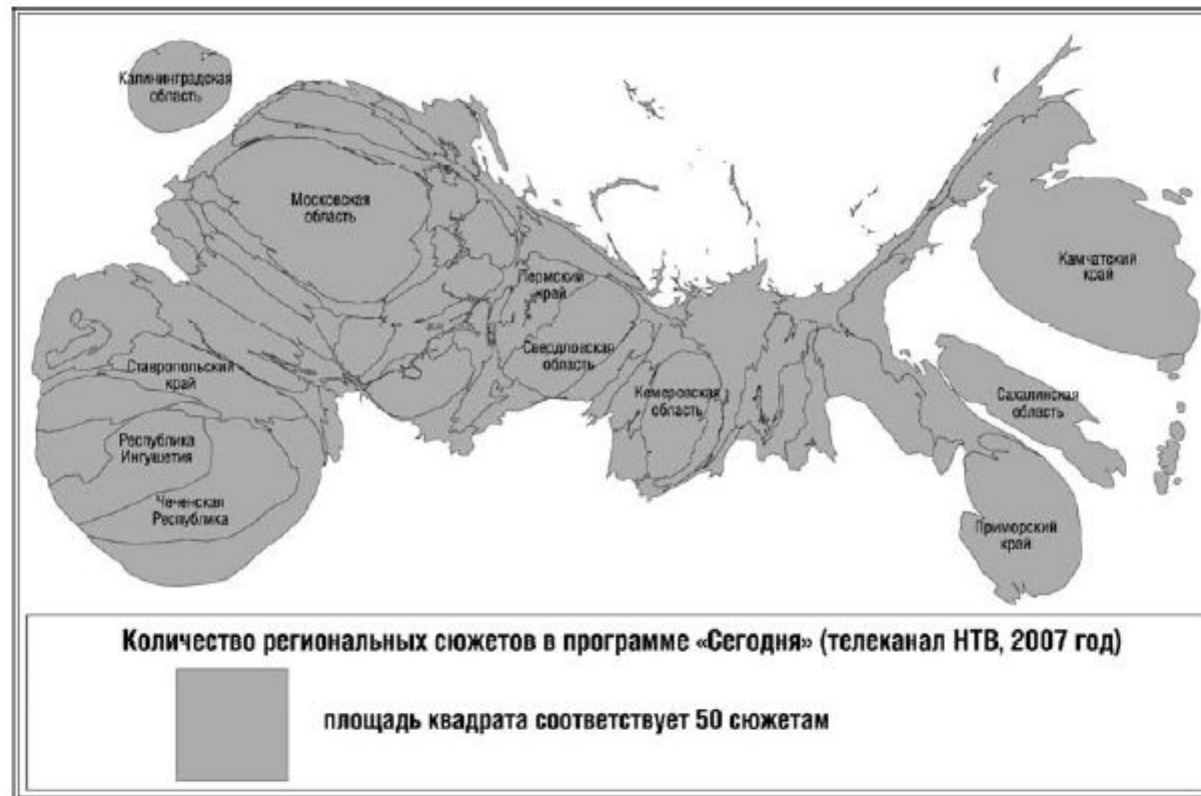 Калининградская
область
Московская
область
Пермский
край
Камчатский
край
Свердловская
область
Ставропольский
край
Кемеровская
область
Сахалинская
область
Республика
Ингушетия
Чеченская
Республика
Приморский
край
Количество региональных сюжетов в программе «Сегодня» (телеканал НТВ, 2007 год)
площадь квадрата соответствует 50 сюжетам